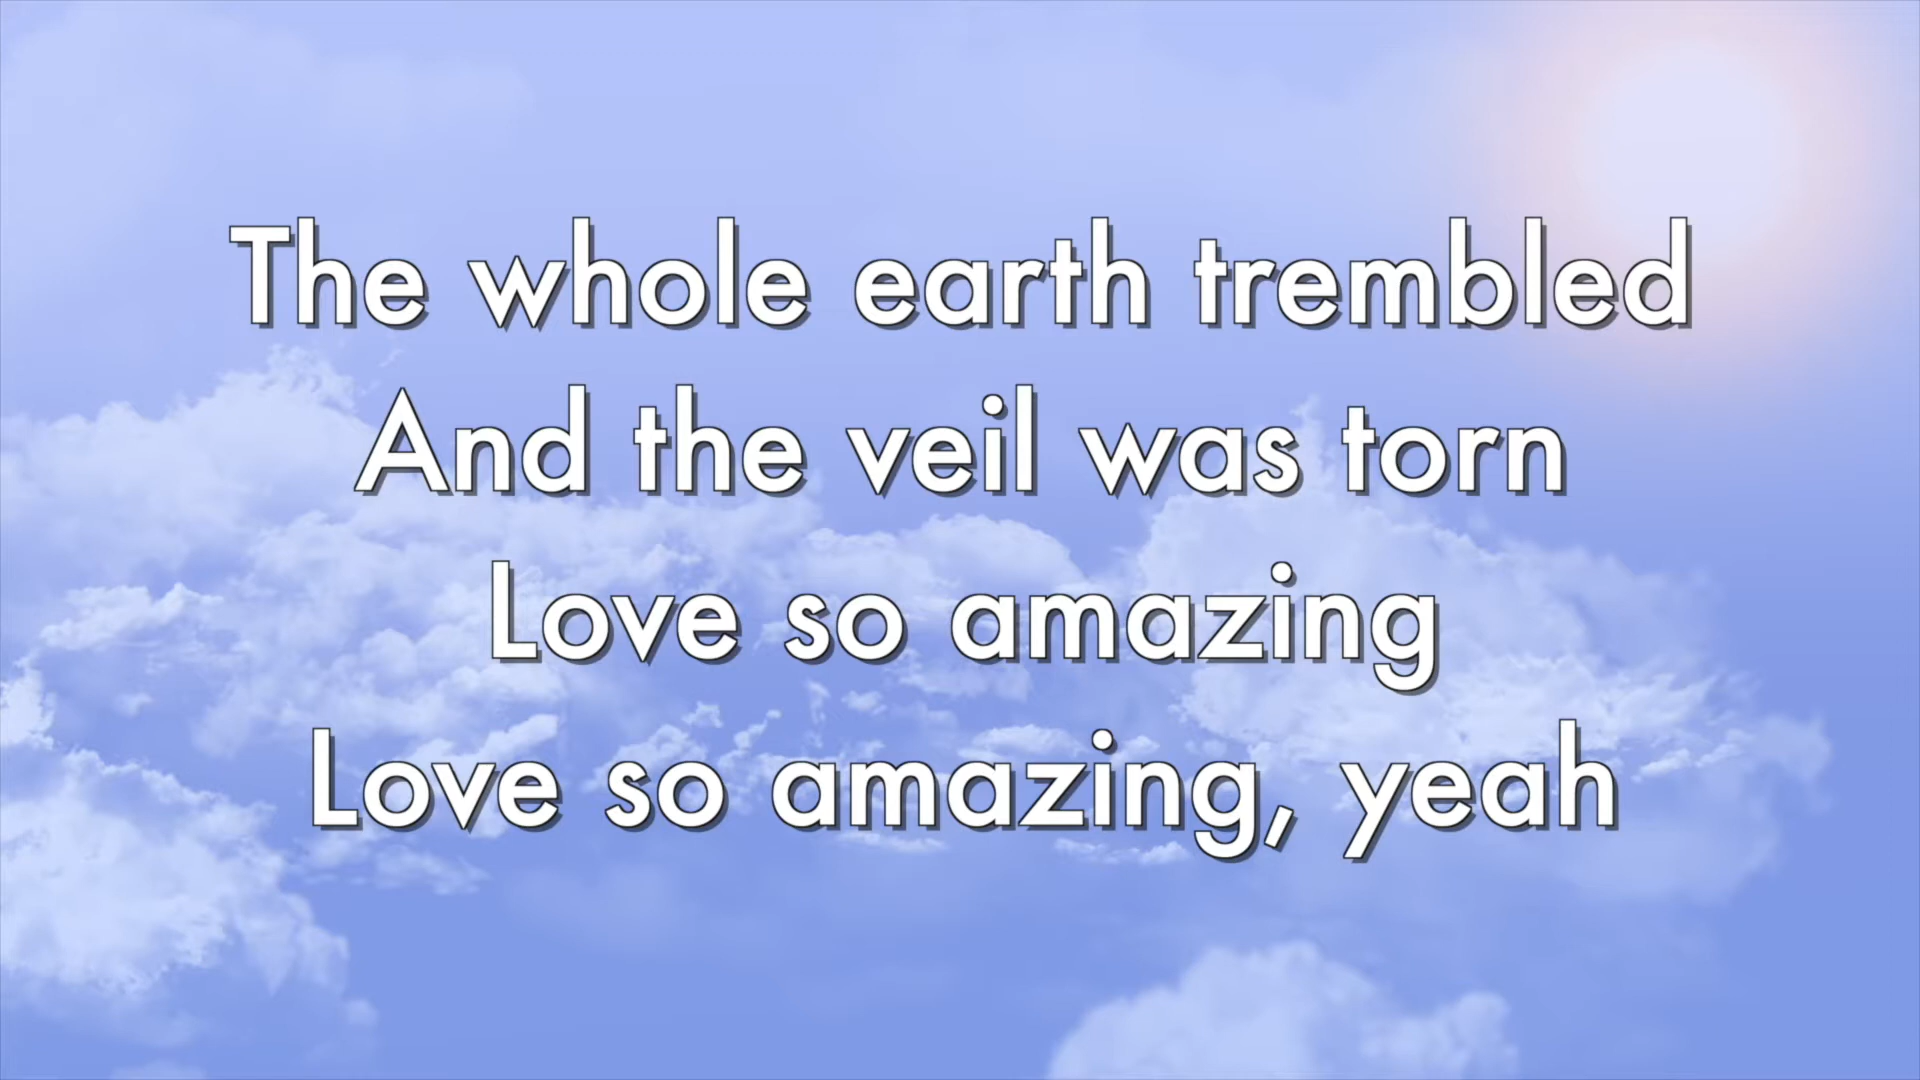 The whole earth trembled
And the veil was torn
Love so amazing
Love so amazing, yeah